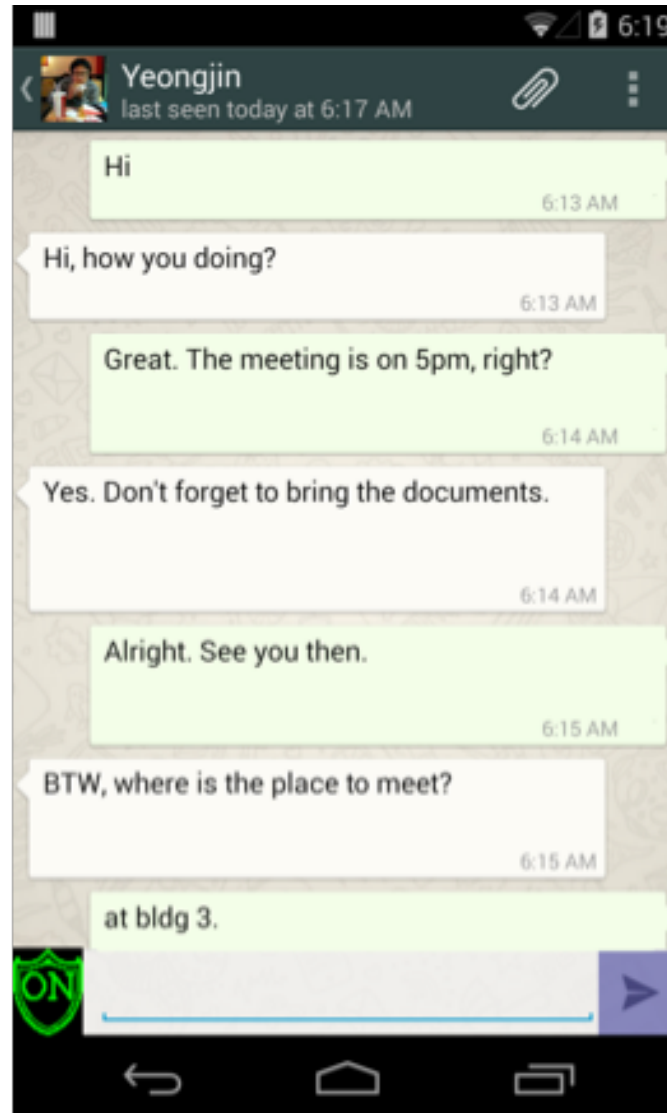 6:19
Yeongjin
last seen today at 6:17 AM
Hi
6:13 AM
Hi, how you doing?
6:13 AM
Great. The meeting is on 5pm, right?
6:14 AM
Yes. Don't forget to bring the documents.
6:14 AM
Alright. See you then.
6:15 AM
BTW, where is the place to meet?
6:15 AM
at bldg 3.
ON